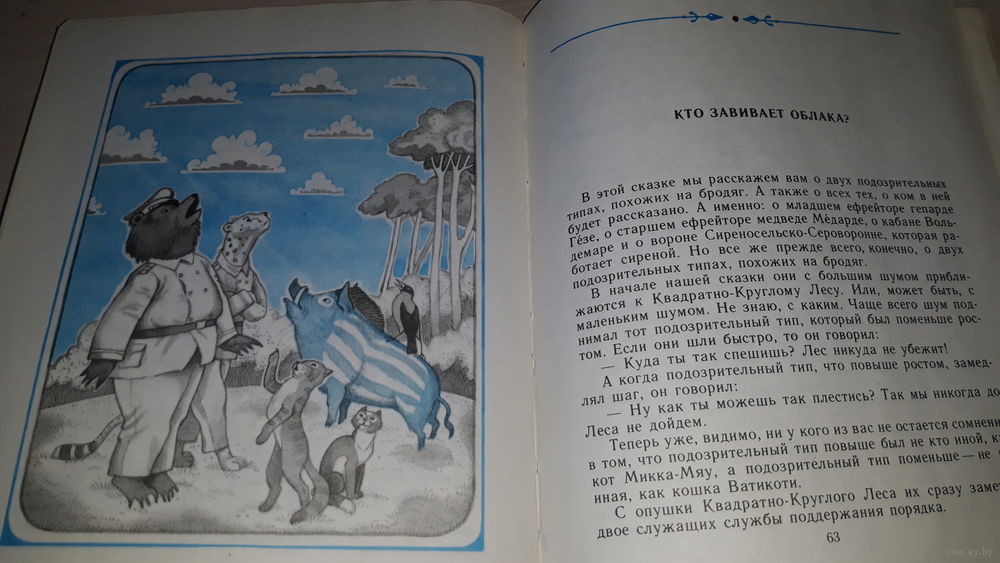 КТО ЗАВИВАЕТ ОБЛАКА?
В этой сказке мы расскажем вам о двух подозрительных
типах, похожих на бродяг. А также о всех тех, о ком в ней
будет рассказано. А именно: о младшем ефрейторе гепарде
Ге́зе, о старшем ефрейторе медведе Ме́дарде, о кабане Воль-
демаре и о вороне Сиреносельско-Сероворонне, которая ра-
ботает сиреной. Но все же прежде всего, конечно, о двух
подозрительных типах, похожих на бродяг.
В начале нашей сказки они с большим шумом прибли-
жаются к Квадратно-Круглому Лесу. Или, может быть, с
маленьким шумом. Не знаю, с каким. Чаще всего шум под-
нимал тот подозрительный тип, который был поменьше рос-
том. Если они шли быстро, то он говорил:
— Куда ты так спешишь? Лес никуда не убежит!
А когда подозрительный тип, что повыше ростом, замед-
лял шаг, он говорил:
— Ну как ты можешь так плестись? Так мы никогда до
Леса не дойдем.
Теперь уже, видимо, ни у кого из вас не остается сомнени
в том, что подозрительный тип повыше был не кто иной, к
кот Микка-Мяу, а подозрительный тип поменьше — не
иная, как кошка Ватикоти.
С опушки Квадратно-Круглого Леса их сразу заме
двое служащих службы поддержания порядка.
63
www.ay.by